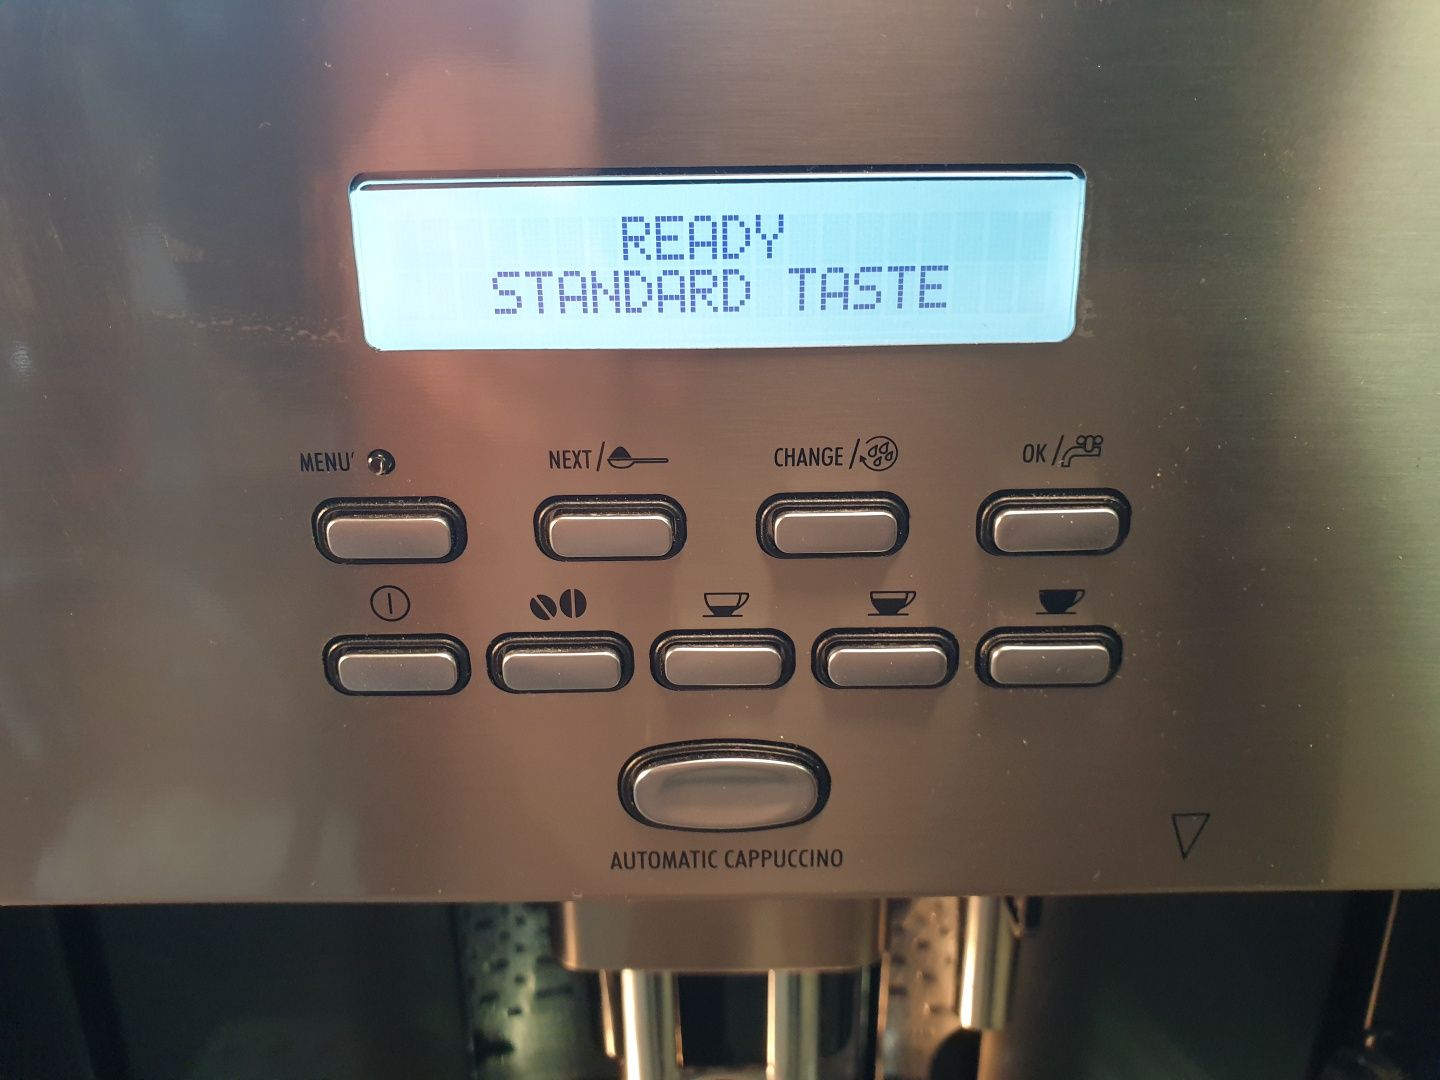 READY
STANDARD TASTE
MENU'
NEXT /
CHANGE /
OK /
AUTOMATIC CAPPUCCINO